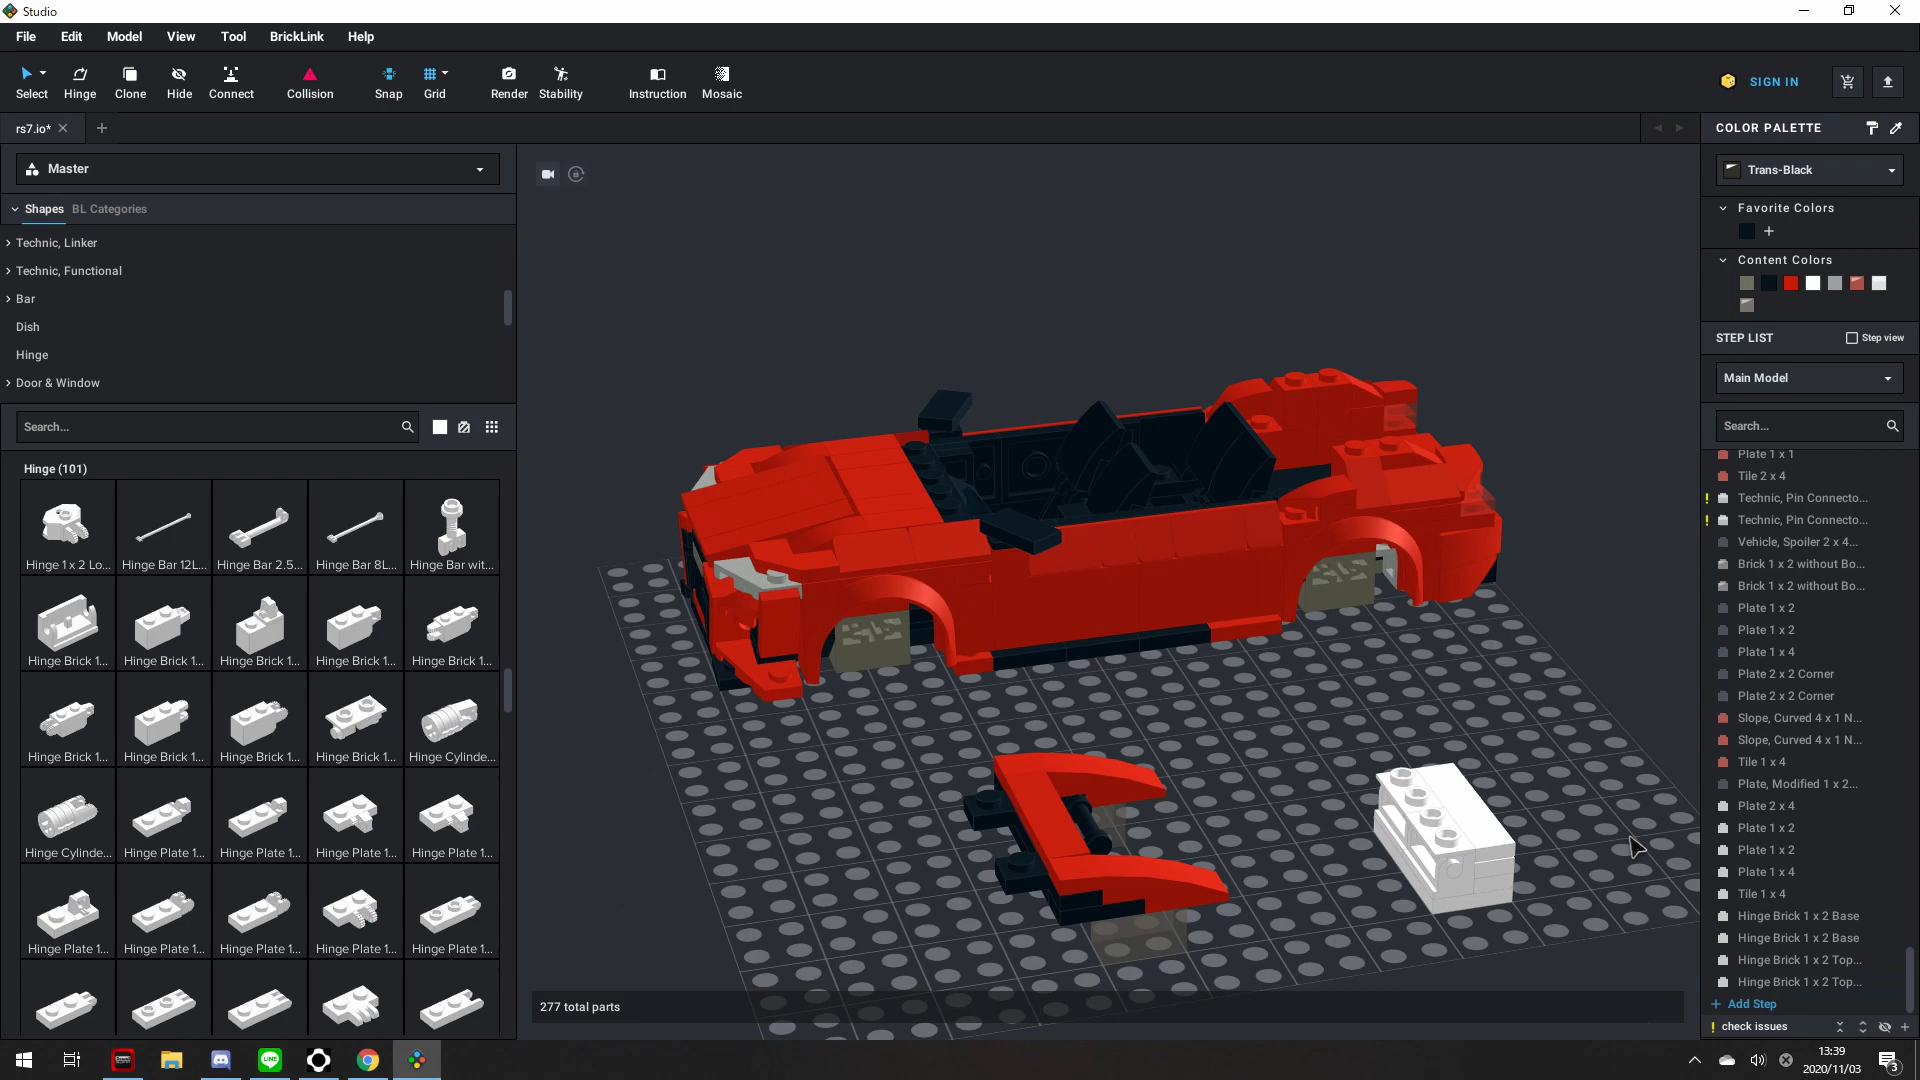 Studio
File Edit Model View Tool BrickLink Help
Select Hinge Clone Hide Connect Collision Snap Grid Render Stability Instruction Mosaic
SIGN IN
rs7.io*
Master
Shapes BL Categories
Technic, Linker
Technic, Functional
Bar
Dish
Hinge
Door & Window
Search...
Hinge (101)
Hinge 1 x 2 Lo... Hinge Bar 12L... Hinge Bar 2.5... Hinge Bar 8L... Hinge Bar wit...
Hinge Brick 1... Hinge Brick 1... Hinge Brick 1... Hinge Brick 1... Hinge Brick 1...
Hinge Brick 1... Hinge Brick 1... Hinge Brick 1... Hinge Brick 1... Hinge Cylinde...
Hinge Cylinde... Hinge Plate 1... Hinge Plate 1... Hinge Plate 1... Hinge Plate 1...
Hinge Plate 1... Hinge Plate 1... Hinge Plate 1... Hinge Plate 1... Hinge Plate 1...
277 total parts
COLOR PALETTE
Trans-Black
Favorite Colors
Content Colors
STEP LIST Step view
Main Model
Search...
Plate 1 x 1
Tile 2 x 4
! Technic, Pin Connecto...
! Technic, Pin Connecto...
Vehicle, Spoiler 2 x 4...
Brick 1 x 2 without Bo...
Brick 1 x 2 without Bo...
Plate 1 x 2
Plate 1 x 2
Plate 1 x 4
Plate 2 x 2 Corner
Plate 2 x 2 Corner
Slope, Curved 4 x 1 N...
Slope, Curved 4 x 1 N...
Tile 1 x 4
Plate, Modified 1 x 2...
Plate 2 x 4
Plate 1 x 2
Plate 1 x 2
Plate 1 x 4
Tile 1 x 4
Hinge Brick 1 x 2 Base
Hinge Brick 1 x 2 Base
Hinge Brick 1 x 2 Top...
Hinge Brick 1 x 2 Top...
+ Add Step
! check issues
13:39
2020/11/03
3